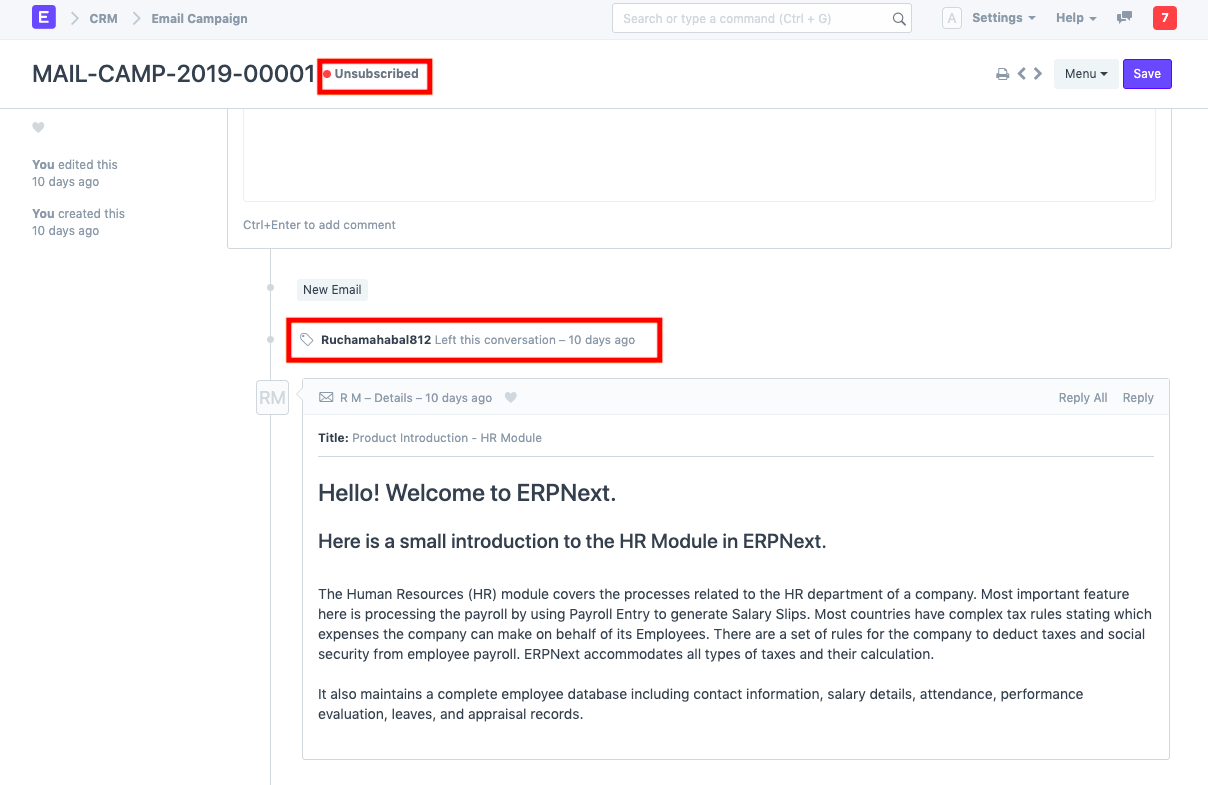 E CRM Email Campaign Search or type a command (Ctrl + G) A Settings Help 7
MAIL-CAMP-2019-00001 Unsubscribed Menu Save
You edited this
10 days ago
You created this
10 days ago
Ctrl+Enter to add comment
New Email
Ruchamahabal812 Left this conversation – 10 days ago
RM R M – Details – 10 days ago Reply All Reply
Title: Product Introduction - HR Module
Hello! Welcome to ERPNext.
Here is a small introduction to the HR Module in ERPNext.
The Human Resources (HR) module covers the processes related to the HR department of a company. Most important feature
here is processing the payroll by using Payroll Entry to generate Salary Slips. Most countries have complex tax rules stating which
expenses the company can make on behalf of its Employees. There are a set of rules for the company to deduct taxes and social
security from employee payroll. ERPNext accommodates all types of taxes and their calculation.
It also maintains a complete employee database including contact information, salary details, attendance, performance
evaluation, leaves, and appraisal records.